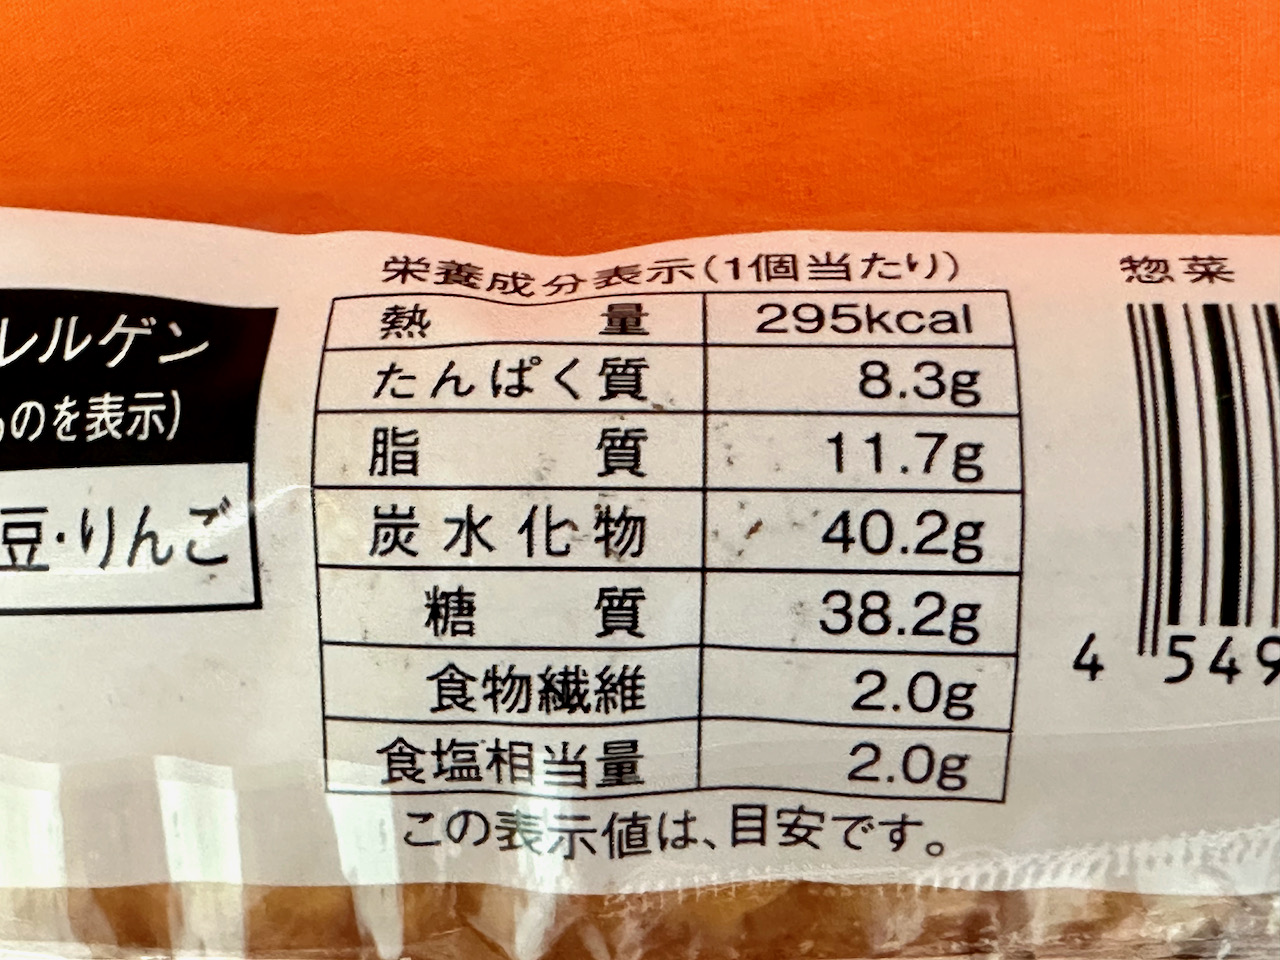 栄養成分表示(1個当たり)
熱量 295kcal
たんぱく質 8.3g
脂質 11.7g
炭水化物 40.2g
糖質 38.2g
食物繊維 2.0g
食塩相当量 2.0g
この表示値は、目安です。
レルゲン
のを表示)
豆・りんご
惣菜
4 549